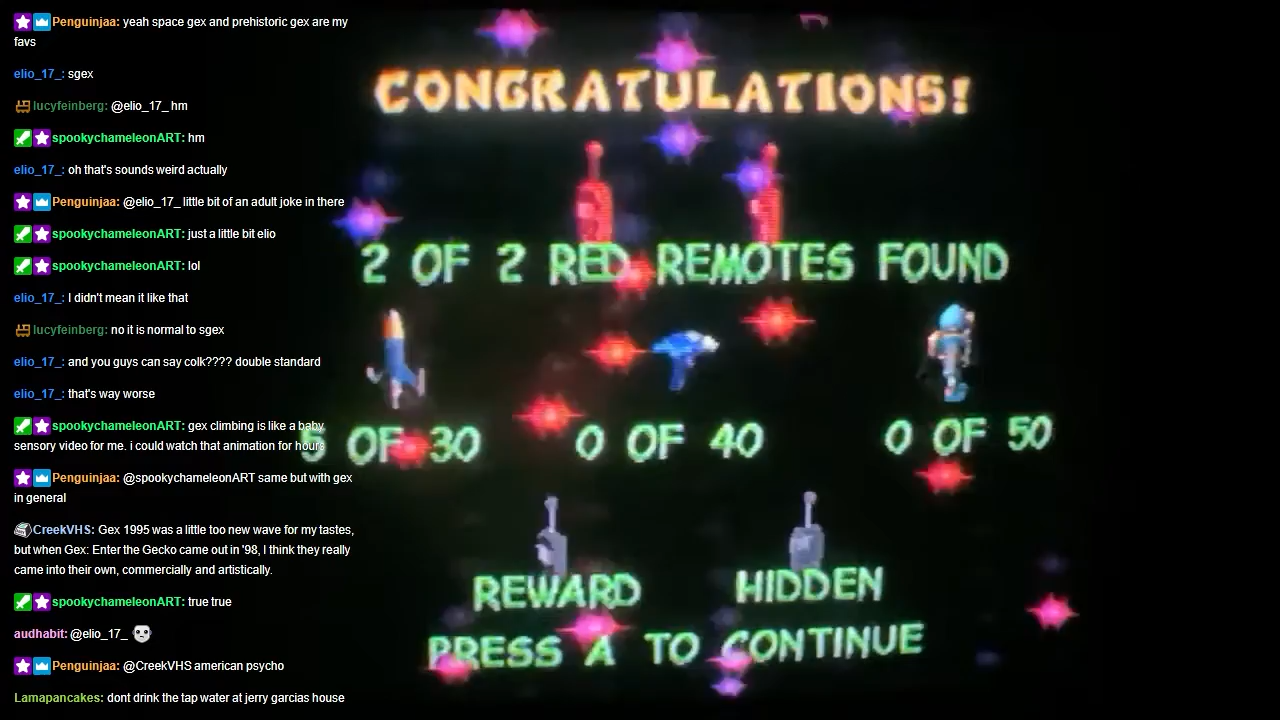 Penguinjaa: yeah space gex and prehistoric gex are my
favs
elio_17_: sgex
lucyfeinberg: @elio_17_ hm
spookychameleonART: hm
elio_17_: oh that's sounds weird actually
Penguinjaa: @elio_17_ little bit of an adult joke in there
spookychameleonART: just a little bit elio
spookychameleonART: lol
elio_17_: I didn't mean it like that
lucyfeinberg: no it is normal to sgex
elio_17_: and you guys can say colk???? double standard
elio_17_: that's way worse
spookychameleonART: gex climbing is like a baby
sensory video for me. i could watch that animation for hours
Penguinjaa: @spookychameleonART same but with gex
in general
CreekVHS: Gex 1995 was a little too new wave for my tastes,
but when Gex: Enter the Gecko came out in '98, I think they really
came into their own, commercially and artistically.
spookychameleonART: true true
audhabit: @elio_17_
Penguinjaa: @CreekVHS american psycho
Lamapancakes: dont drink the tap water at jerry garcias house
CONGRATULATIONS!
2 OF 2 RED REMOTES FOUND
5 OF 30 0 OF 40 0 OF 50
REWARD HIDDEN
PRESS A TO CONTINUE